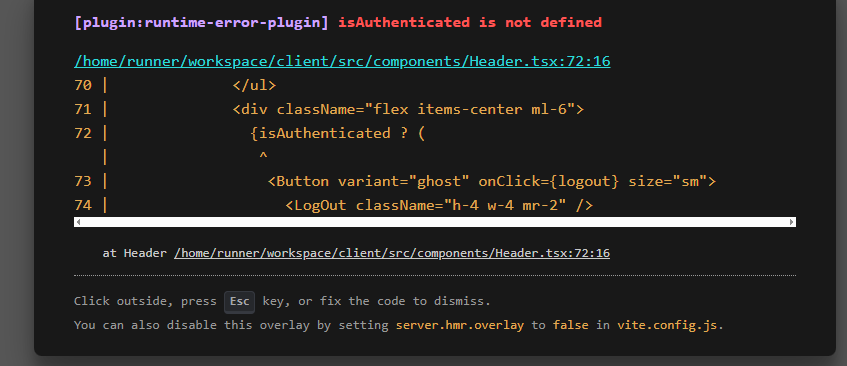 [plugin:runtime-error-plugin] isAuthenticated is not defined
/home/runner/workspace/client/src/components/Header.tsx:72:16
70 |              </ul>
71 |              <div className="flex items-center ml-6">
72 |                {isAuthenticated ? (
   |                 ^
73 |                  <Button variant="ghost" onClick={logout} size="sm">
74 |                    <LogOut className="h-4 w-4 mr-2" />
at Header /home/runner/workspace/client/src/components/Header.tsx:72:16
Click outside, press Esc key, or fix the code to dismiss.
You can also disable this overlay by setting server.hmr.overlay to false in vite.config.js.